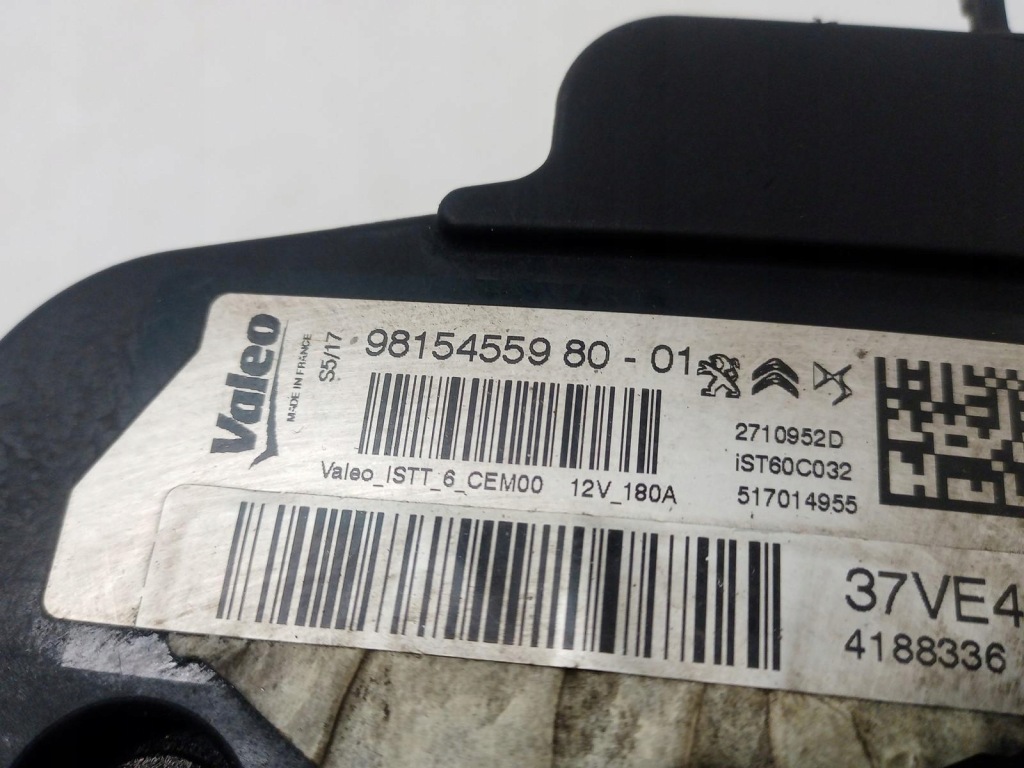 Valeo
MADE IN FRANCE
S5/17
98154559 80 - 01
2710952D
iST60C032
517014955
Valeo_ISTT_6_CEM00 12V_180A
37VE4
4188336